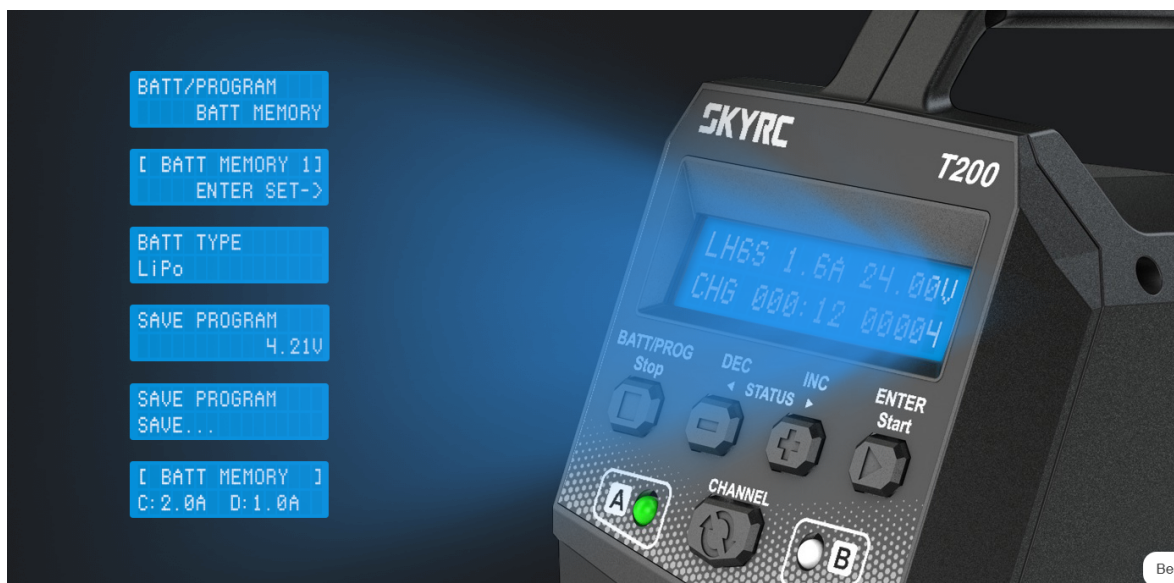 BATT/PROGRAM
BATT MEMORY
[ BATT MEMORY 1]
ENTER SET->
BATT TYPE
LiPo
SAVE PROGRAM
4.21V
SAVE PROGRAM
SAVE...
[ BATT MEMORY ]
C:2.0A D:1.0A
SKYRC
T200
LH6S 1.6A 24.00V
CHG 000:12 00004
BATT/PROG
Stop
DEC
◄ STATUS ►
INC
ENTER
Start
CHANNEL
A
B
Be